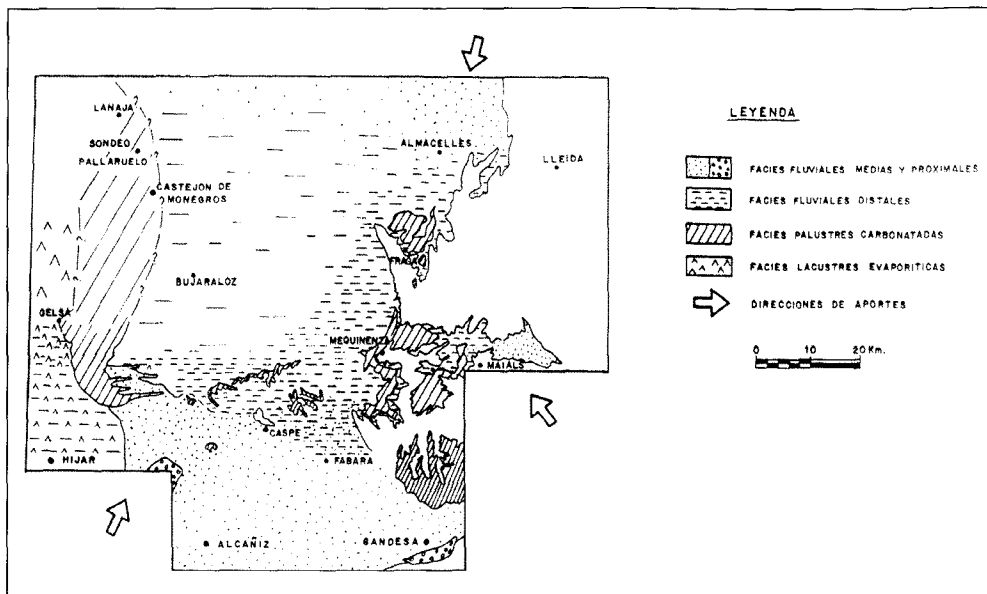 LANAJA
SONDEO
PALLARUELO
CASTEJON DE
MONEGROS
ALMACELLES
LLEIDA
BUJARALOZ
FRAGA
GELSA
MEQUINENZA
MAIALS
CASPE
HIJAR
FABARA
ALCAÑIZ
GANDESA
? ? ? ? ? ?
LEYENDA
FACIES FLUVIALES MEDIAS Y PROXIMALES
FACIES FLUVIALES DISTALES
FACIES PALUSTRES CARBONATADAS
FACIES LACUSTRES EVAPORITICAS
DIRECCIONES DE APORTES
0 10 20 Km.